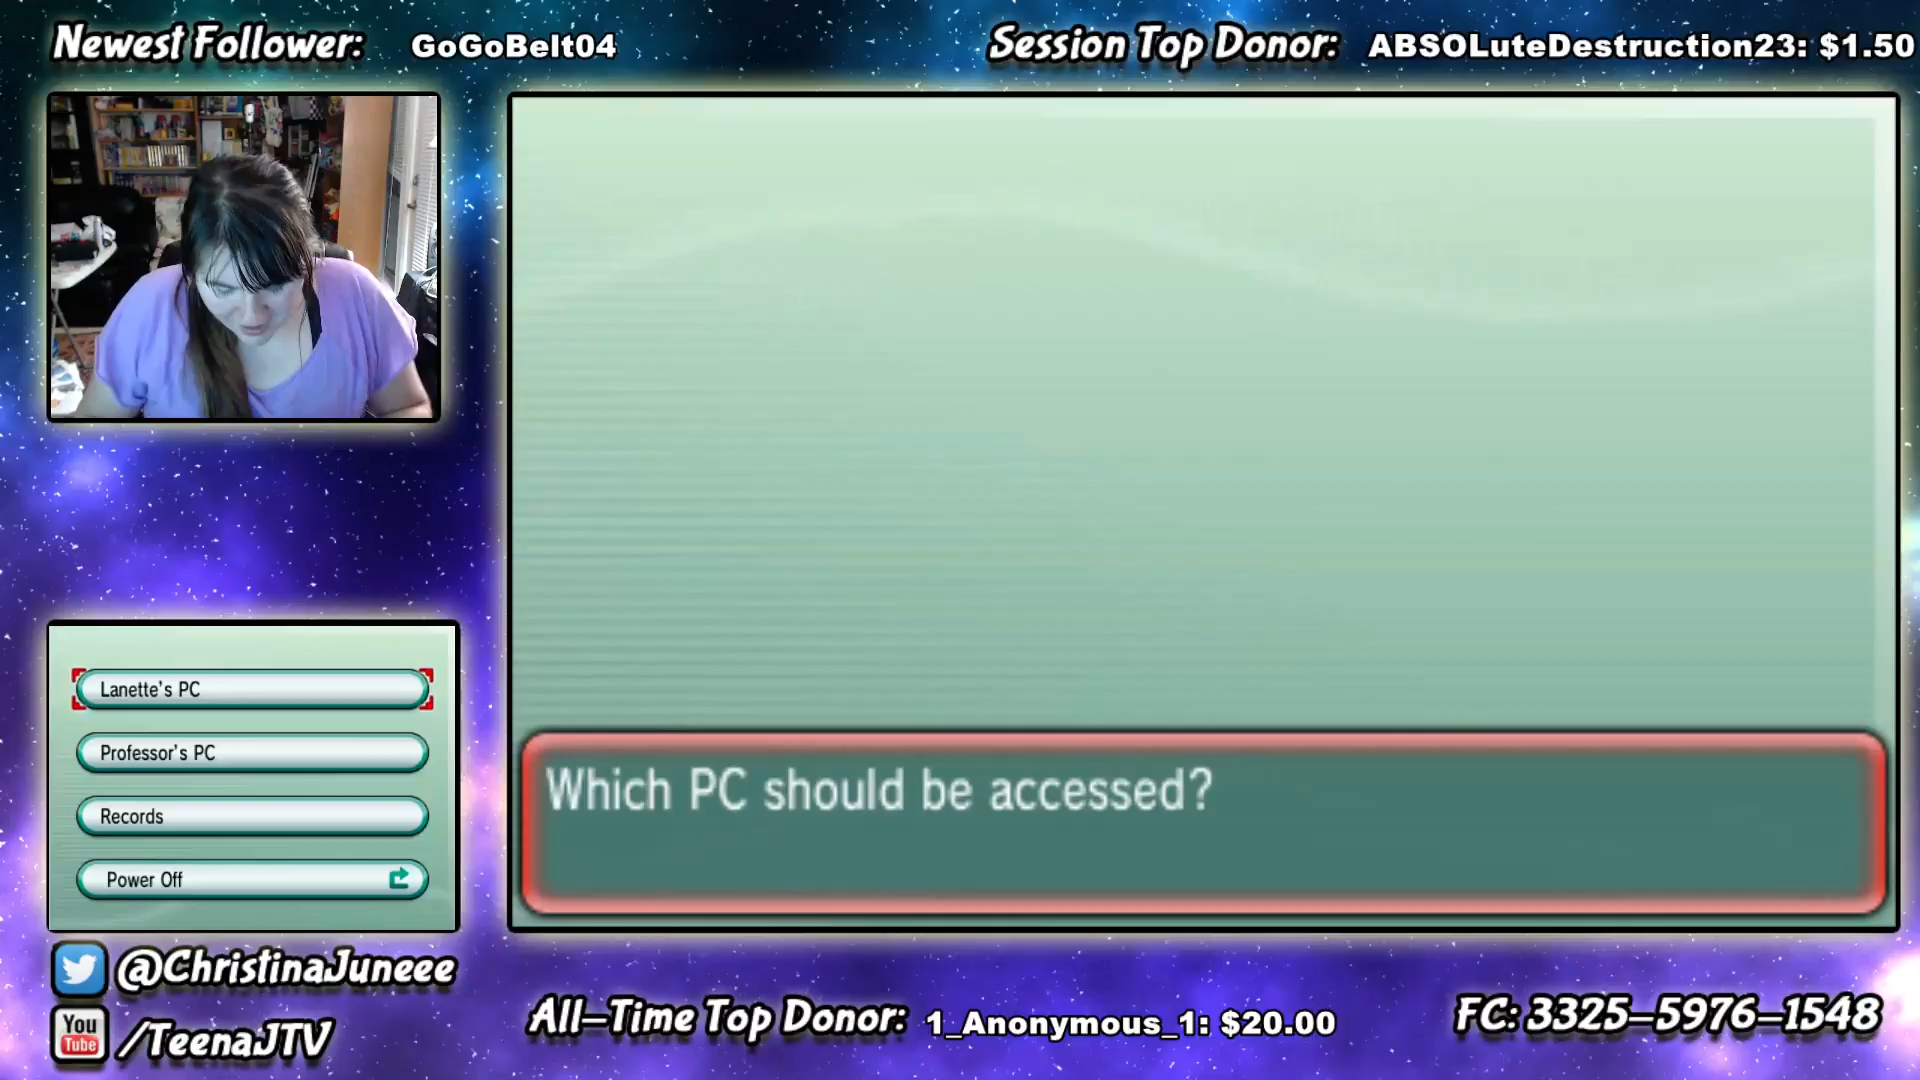 Newest Follower: GoGoBelt04
Session Top Donor: ABSOLuteDestruction23: $1.50
Lanette's PC
Professor's PC
Records
Power Off
Which PC should be accessed?
@ChristinaJuneee
You Tube /TeenaJTV
All-Time Top Donor: 1_Anonymous_1: $20.00
FC: 3325-5976-1548